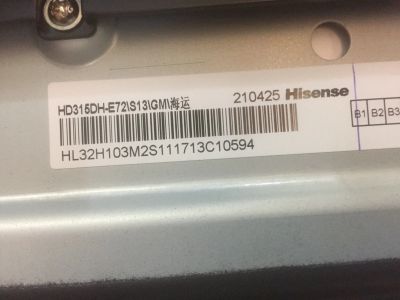 HD315DH-E72\S13\GM\海运 210425 Hisense
B1 B2 B3
HL32H103M2S111713C10594